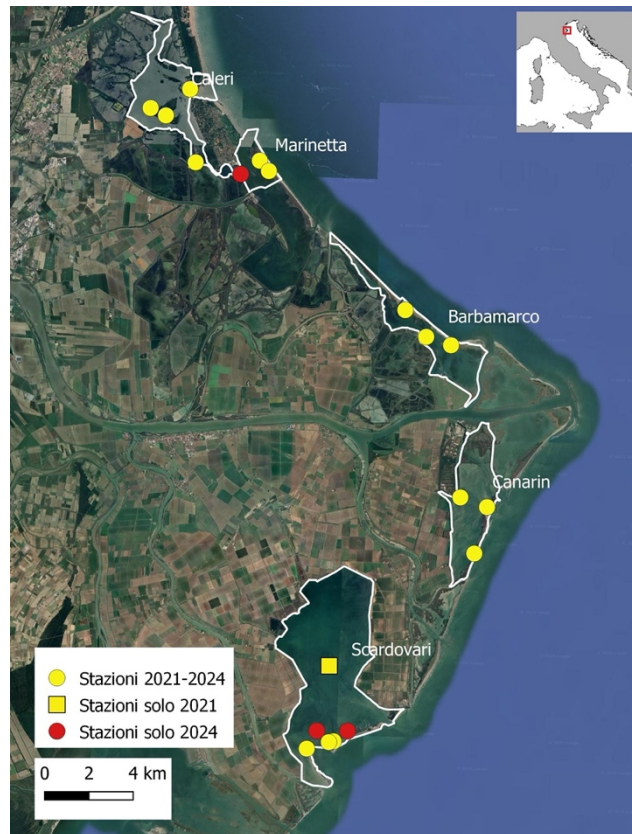 Caleri
Marinetta
Barbamarco
Canarin
Scardovari
Stazioni 2021-2024
Stazioni solo 2021
Stazioni solo 2024
0 2 4 km